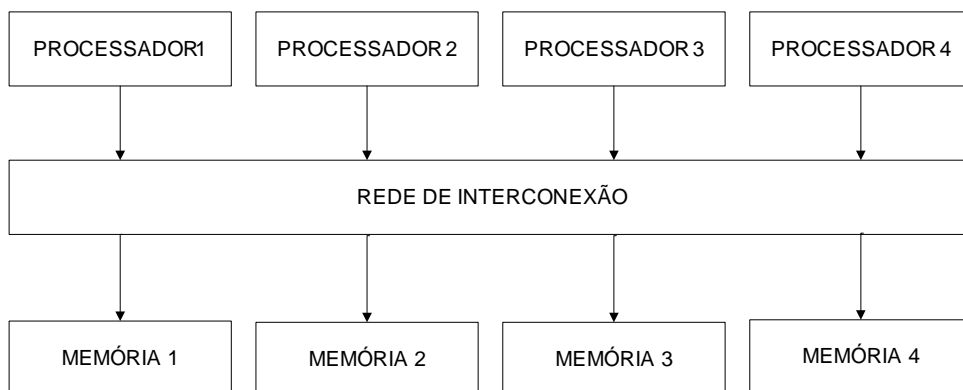 PROCESSADOR1
PROCESSADOR 2
PROCESSADOR 3
PROCESSADOR 4
REDE DE INTERCONEXÃO
MEMÓRIA 1
MEMÓRIA 2
MEMÓRIA 3
MEMÓRIA 4